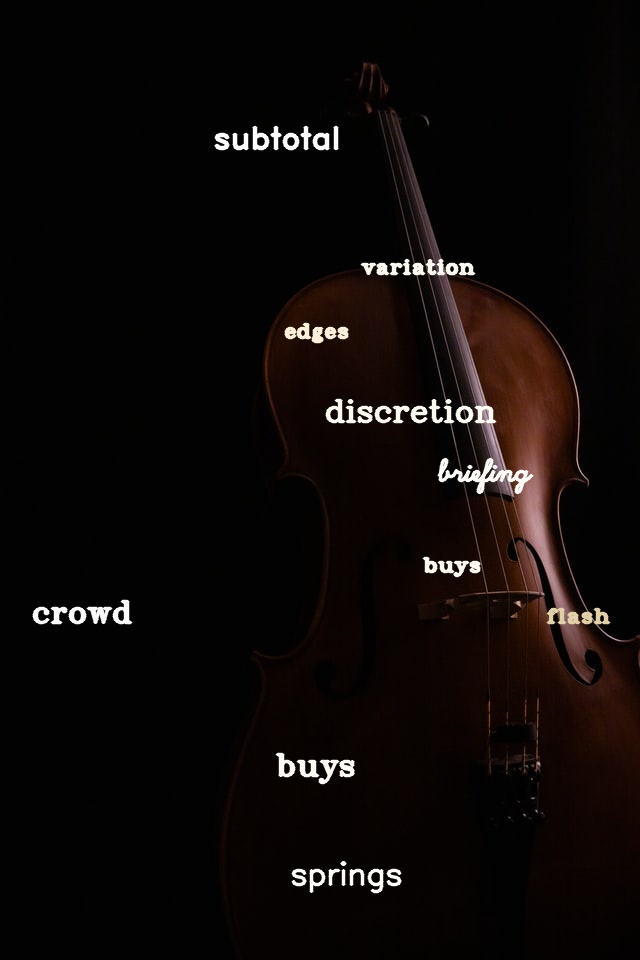 subtotal
variation
edges
discretion
briefing
buys
crowd
flash
buys
springs